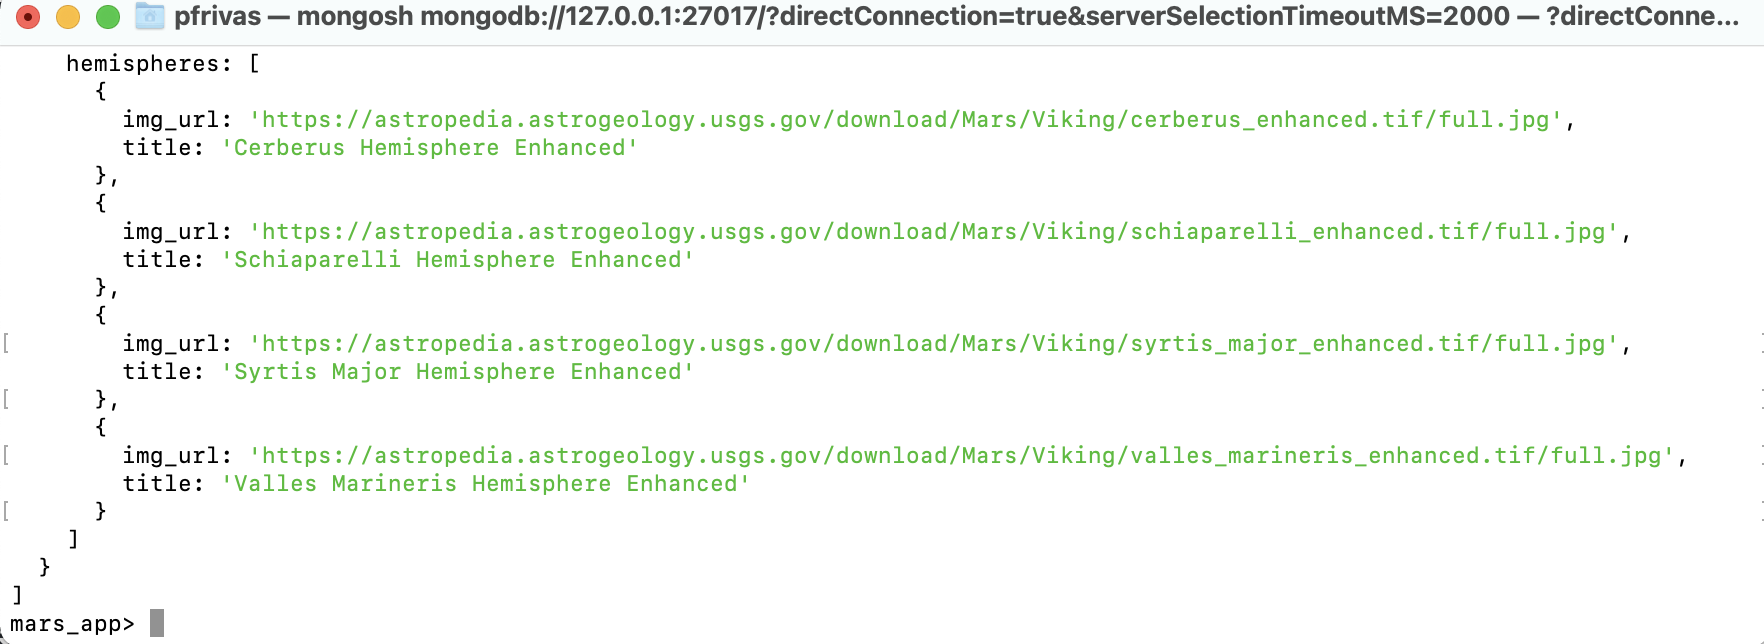 pfrivas — mongosh mongodb://127.0.0.1:27017/?directConnection=true&serverSelectionTimeoutMS=2000 — ?directConne...
hemispheres: [
{
img_url: 'https://astropedia.astrogeology.usgs.gov/download/Mars/Viking/cerberus_enhanced.tif/full.jpg',
title: 'Cerberus Hemisphere Enhanced'
},
{
img_url: 'https://astropedia.astrogeology.usgs.gov/download/Mars/Viking/schiaparelli_enhanced.tif/full.jpg',
title: 'Schiaparelli Hemisphere Enhanced'
},
{
img_url: 'https://astropedia.astrogeology.usgs.gov/download/Mars/Viking/syrtis_major_enhanced.tif/full.jpg',
title: 'Syrtis Major Hemisphere Enhanced'
},
{
img_url: 'https://astropedia.astrogeology.usgs.gov/download/Mars/Viking/valles_marineris_enhanced.tif/full.jpg',
title: 'Valles Marineris Hemisphere Enhanced'
}
]
}
]
mars_app>